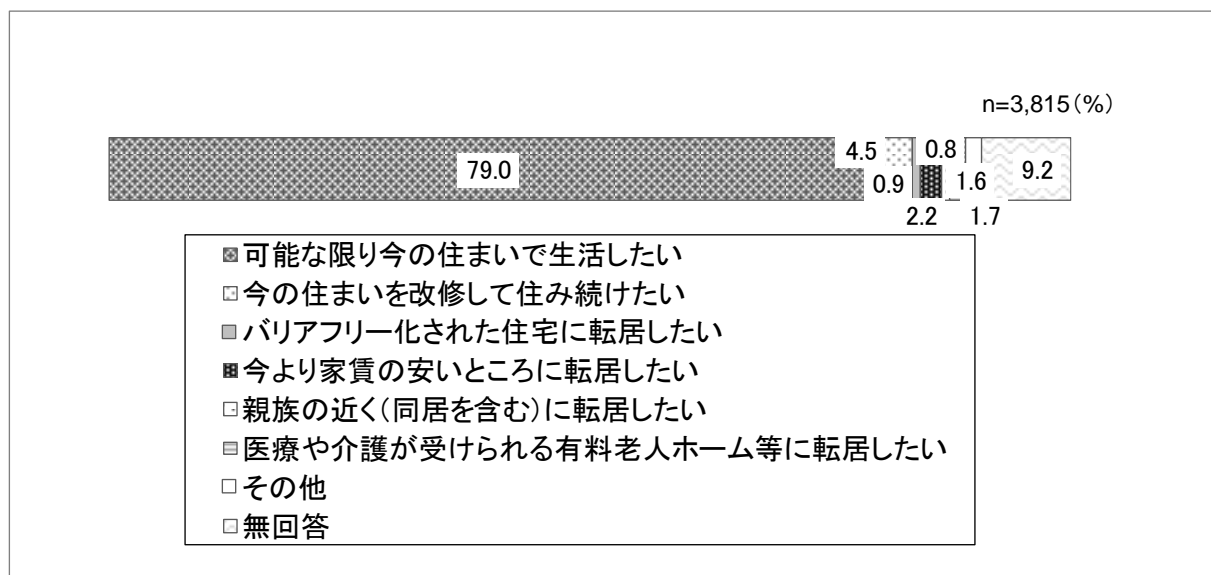 n=3,815(%)
79.0
4.5
0.9
2.2
0.8
1.6
1.7
9.2
可能な限り今の住まいで生活したい
今の住まいを改修して住み続けたい
バリアフリー化された住宅に転居したい
今より家賃の安いところに転居したい
親族の近く(同居を含む)に転居したい
医療や介護が受けられる有料老人ホーム等に転居したい
その他
無回答